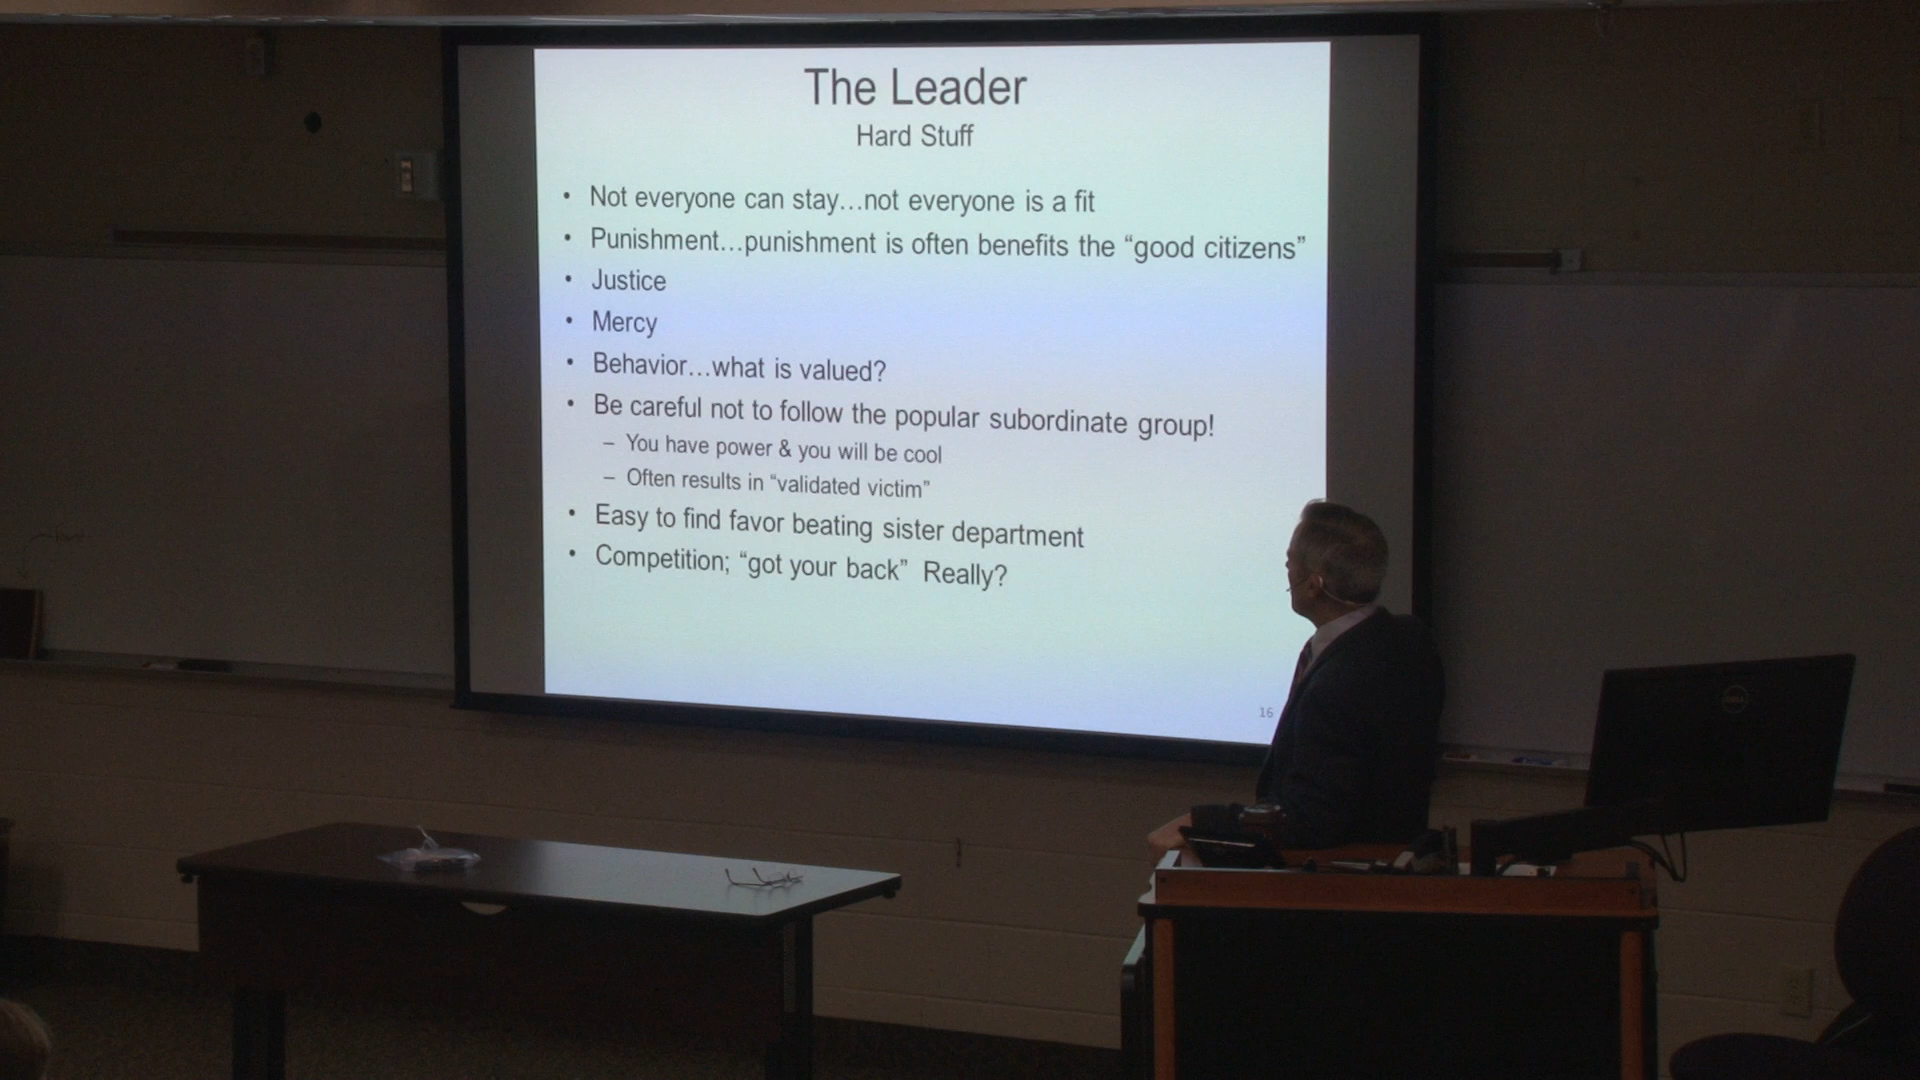 The Leader
Hard Stuff
• Not everyone can stay…not everyone is a fit
• Punishment…punishment is often benefits the “good citizens”
• Justice
• Mercy
• Behavior…what is valued?
• Be careful not to follow the popular subordinate group!
– You have power & you will be cool
– Often results in “validated victim”
• Easy to find favor beating sister department
• Competition; “got your back” Really?
16
DELL